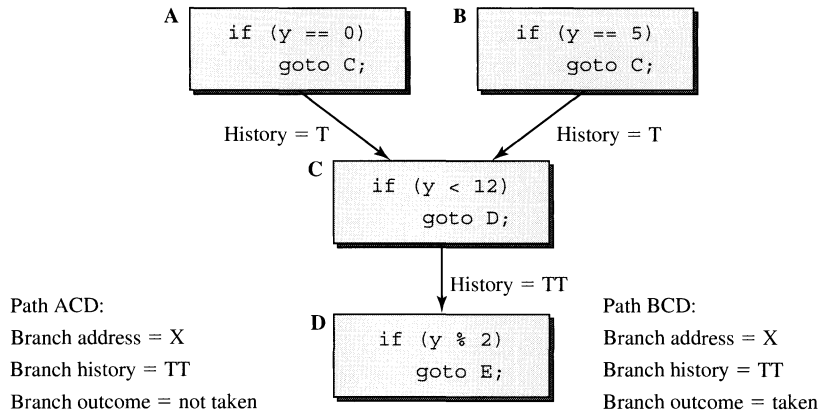 A
if (y == 0)
goto C;
B
if (y == 5)
goto C;
History = T
History = T
C
if (y < 12)
goto D;
History = TT
D
if (y % 2)
goto E;
Path ACD:
Branch address = X
Branch history = TT
Branch outcome = not taken
Path BCD:
Branch address = X
Branch history = TT
Branch outcome = taken